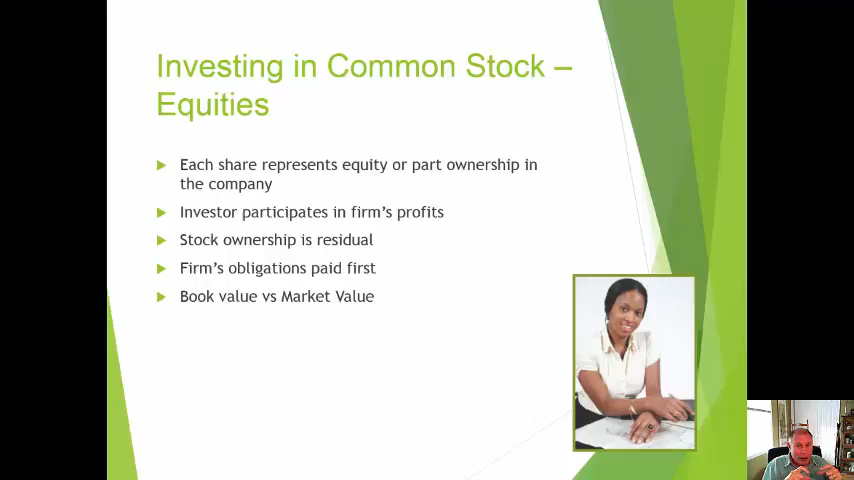 Investing in Common Stock –
Equities
Each share represents equity or part ownership in
the company
Investor participates in firm’s profits
Stock ownership is residual
Firm’s obligations paid first
Book value vs Market Value